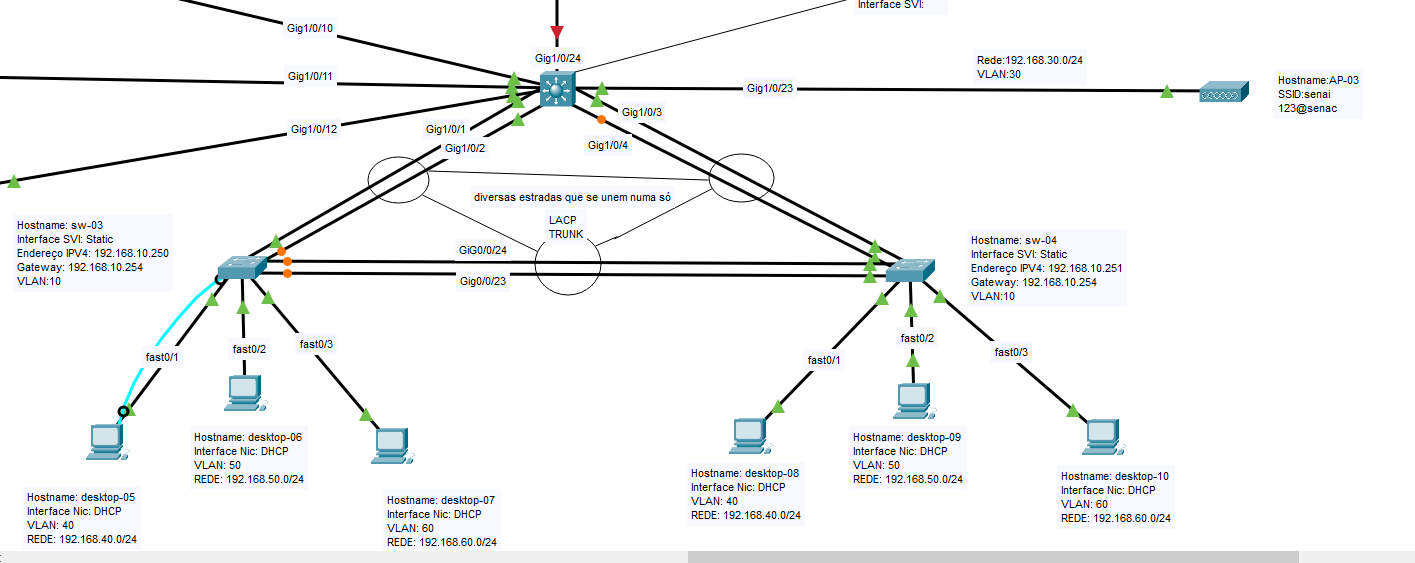 Interface SVI:
Gig1/0/10
Gig1/0/24
Rede:192.168.30.0/24
VLAN:30
Gig1/0/11
Gig1/0/23
Hostname:AP-03
SSID:senai
123@senac
Gig1/0/3
Gig1/0/12
Gig1/0/1
Gig1/0/2
Gig1/0/4
diversas estradas que se unem numa só
LACP
TRUNK
Hostname: sw-03
Interface SVI: Static
Endereço IPV4: 192.168.10.250
Gateway: 192.168.10.254
VLAN:10
GiG0/0/24
Gig0/0/23
Hostname: sw-04
Interface SVI: Static
Endereço IPV4: 192.168.10.251
Gateway: 192.168.10.254
VLAN:10
fast0/1
fast0/2
fast0/3
fast0/1
fast0/2
fast0/3
Hostname: desktop-05
Interface Nic: DHCP
VLAN: 40
REDE: 192.168.40.0/24
Hostname: desktop-06
Interface Nic: DHCP
VLAN: 50
REDE: 192.168.50.0/24
Hostname: desktop-07
Interface Nic: DHCP
VLAN: 60
REDE: 192.168.60.0/24
Hostname: desktop-08
Interface Nic: DHCP
VLAN: 40
REDE: 192.168.40.0/24
Hostname: desktop-09
Interface Nic: DHCP
VLAN: 50
REDE: 192.168.50.0/24
Hostname: desktop-10
Interface Nic: DHCP
VLAN: 60
REDE: 192.168.60.0/24